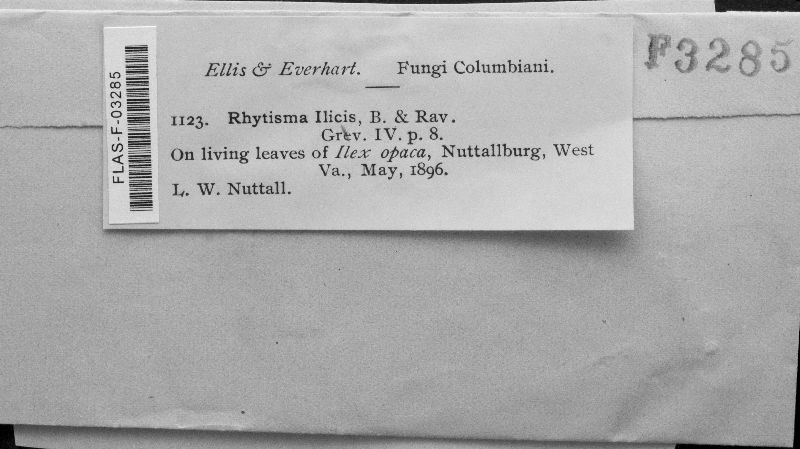 F3285
FLAS-F-03285
Ellis & Everhart. Fungi Columbiani.
1123. Rhytisma Ilicis, B. & Rav.
Grev. IV. p. 8.
On living leaves of Ilex opaca, Nuttallburg, West
Va., May, 1896.
L. W. Nuttall.